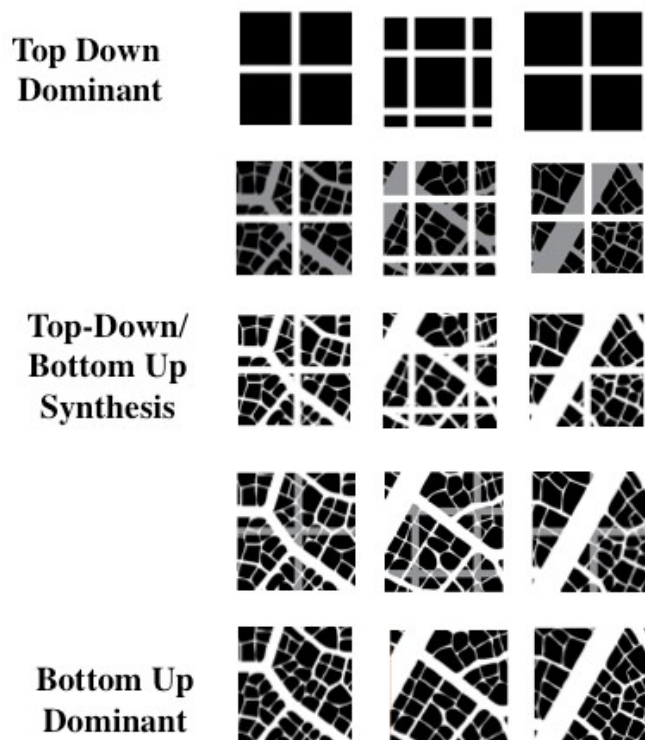 Top Down
Dominant
Top-Down/
Bottom Up
Synthesis
Bottom Up
Dominant